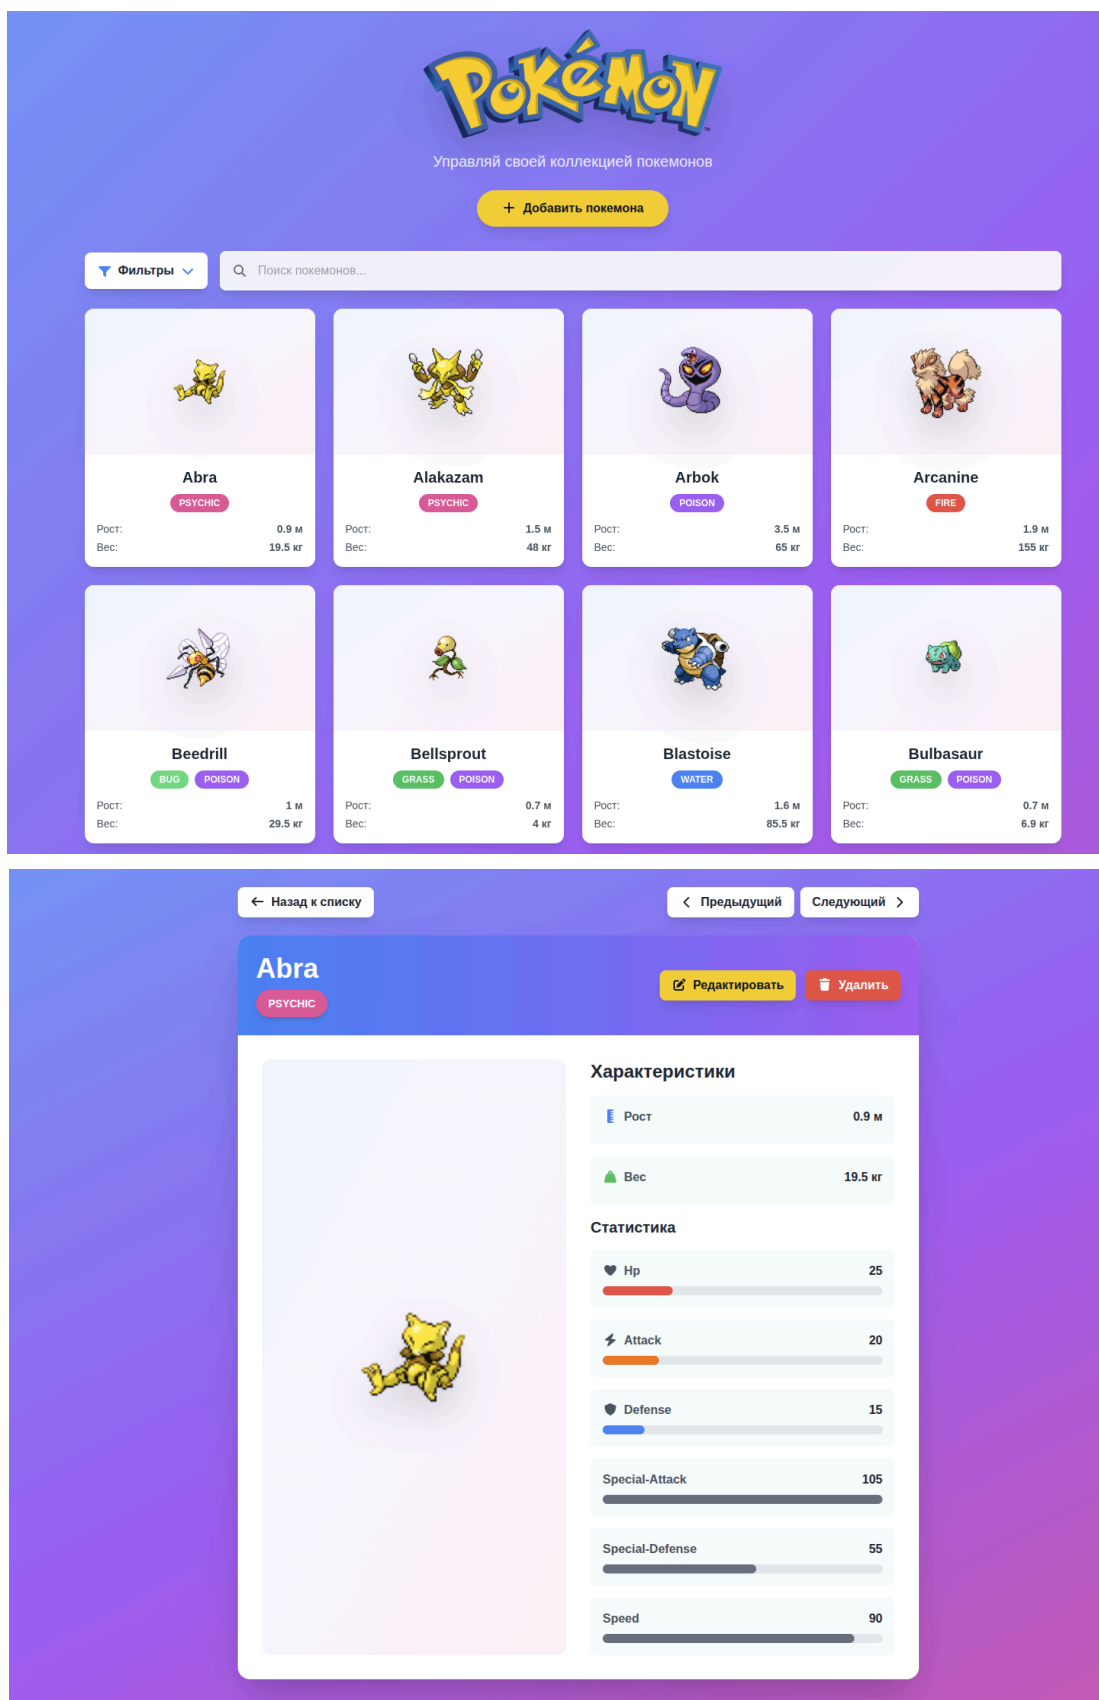 POKÉMON
™
Управляй своей коллекцией покемонов
Добавить покемона
Фильтры
Поиск покемонов...
Abra
PSYCHIC
Рост: 0.9 м
Вес: 19.5 кг
Alakazam
PSYCHIC
Рост: 1.5 м
Вес: 48 кг
Arbok
POISON
Рост: 3.5 м
Вес: 65 кг
Arcanine
FIRE
Рост: 1.9 м
Вес: 155 кг
Beedrill
BUG POISON
Рост: 1 м
Вес: 29.5 кг
Bellsprout
GRASS POISON
Рост: 0.7 м
Вес: 4 кг
Blastoise
WATER
Рост: 1.6 м
Вес: 85.5 кг
Bulbasaur
GRASS POISON
Рост: 0.7 м
Вес: 6.9 кг
Назад к списку
Предыдущий
Следующий
Abra
PSYCHIC
Редактировать
Удалить
Характеристики
Рост 0.9 м
Вес 19.5 кг
Статистика
Hp 25
Attack 20
Defense 15
Special-Attack 105
Special-Defense 55
Speed 90